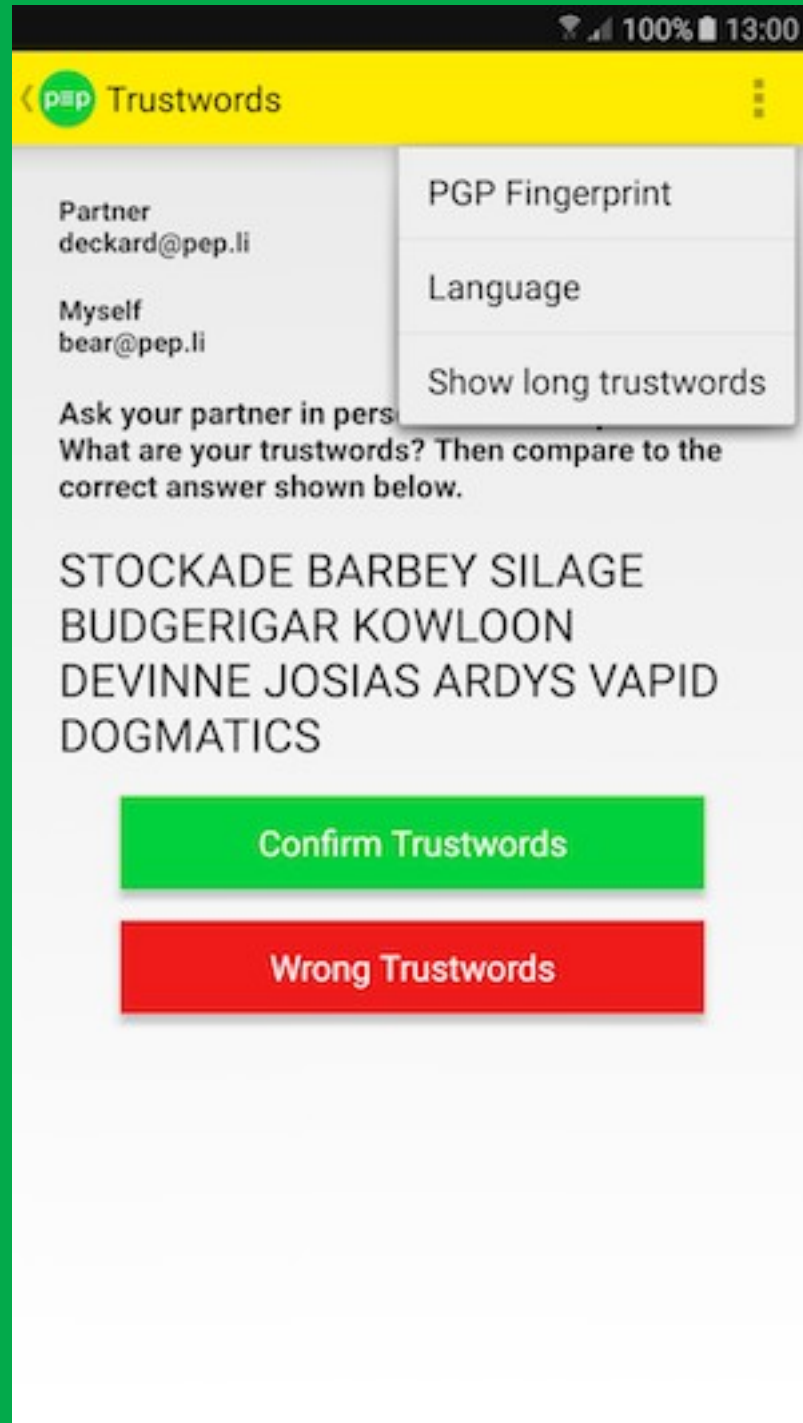 100% 13:00
p≡p Trustwords
PGP Fingerprint
Language
Show long trustwords
Partner
deckard@pep.li
Myself
bear@pep.li
Ask your partner in
What are your trustwords? Then compare to the
correct answer shown below.
STOCKADE BARBEY SILAGE
BUDGERIGAR KOWLOON
DEVINNE JOSIAS ARDYS VAPID
DOGMATICS
Confirm Trustwords
Wrong Trustwords